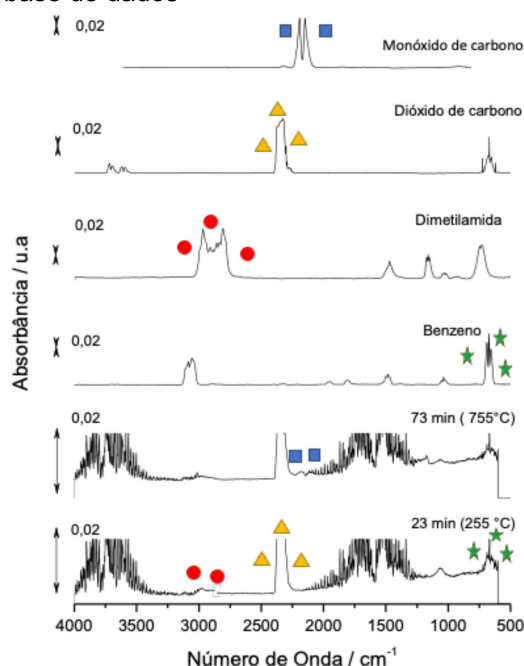 base de dados
0,02
Monóxido de carbono
Dióxido de carbono
0,02
Dimetilamida
0,02
Benzeno
0,02
0,02
73 min ( 755°C)
0,02
23 min (255 °C)
Absorbância / u.a
4000 3500 3000 2500 2000 1500 1000 500
Número de Onda / cm-1